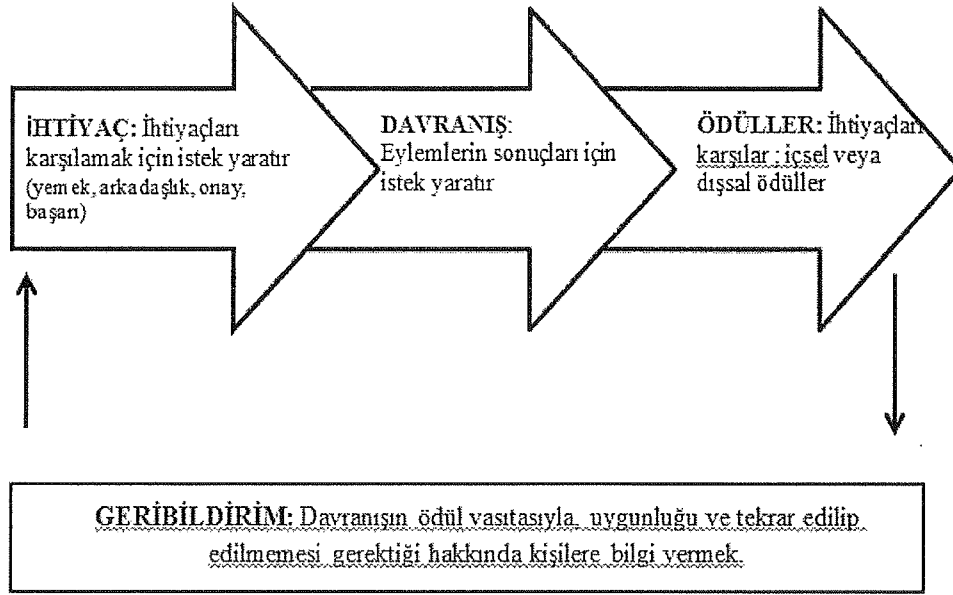 İHTİYAÇ: İhtiyaçları
karşılamak için istek yaratır
(yemek, arkadaşlık, onay,
başarı)
DAVRANIŞ:
Eylemlerin sonuçları için
istek yaratır
ÖDÜLLER: İhtiyaçları
karşılar ; içsel veya
dışsal ödüller
GERİBİLDİRİM: Davranışın ödül vasıtasıyla uygunluğu ve tekrar edilip
edilmemesi gerektiği hakkında kişilere bilgi vermek.